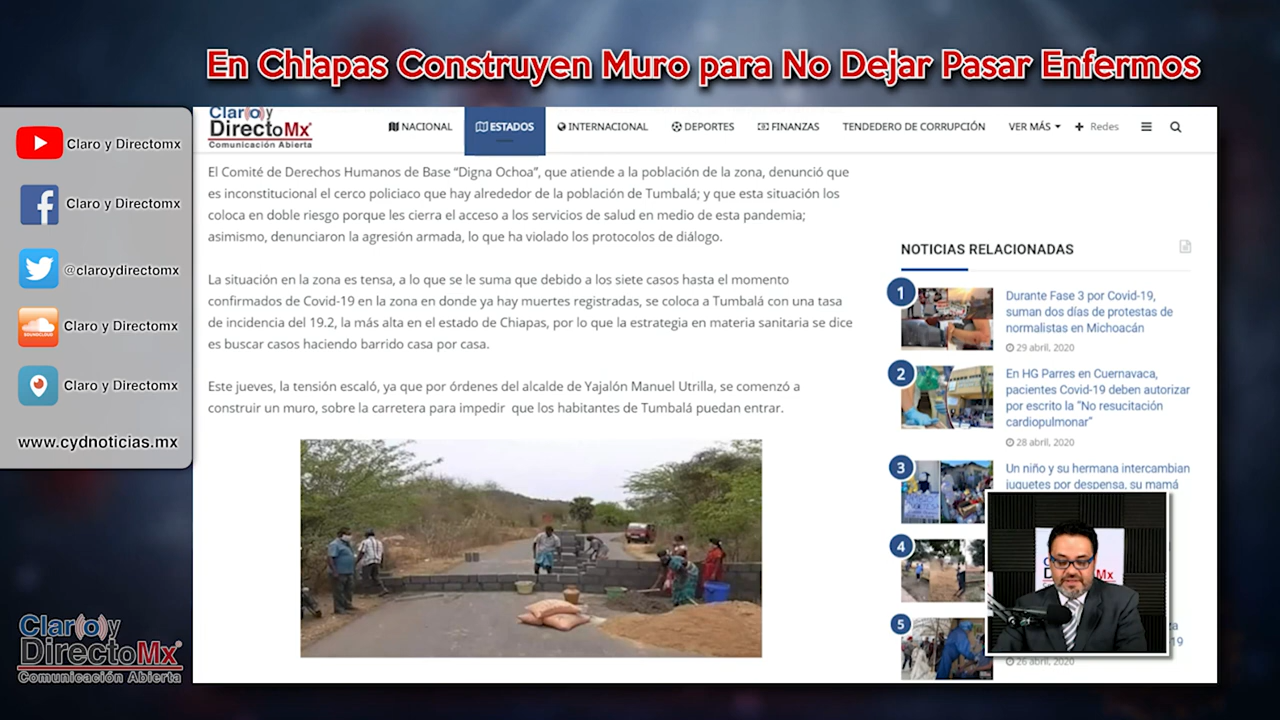 En Chiapas Construyen Muro para No Dejar Pasar Enfermos
Claro y Directomx
Claro y Directomx
@claroydirectomx
SOUNDCLOUD
Claro y Directomx
Claro y Directomx
www.cydnoticias.mx
Claro y
DirectoMx
Comunicación Abierta
Claro y
DirectoMx
Comunicación Abierta
NACIONAL ESTADOS INTERNACIONAL DEPORTES FINANZAS TENDEDERO DE CORRUPCIÓN VER MÁS Redes
El Comité de Derechos Humanos de Base “Digna Ochoa”, que atiende a la población de la zona, denunció que
es inconstitucional el cerco policiaco que hay alrededor de la población de Tumbalá; y que esta situación los
coloca en doble riesgo porque les cierra el acceso a los servicios de salud en medio de esta pandemia;
asimismo, denunciaron la agresión armada, lo que ha violado los protocolos de diálogo.
La situación en la zona es tensa, a lo que se le suma que debido a los siete casos hasta el momento
confirmados de Covid-19 en la zona en donde ya hay muertes registradas, se coloca a Tumbalá con una tasa
de incidencia del 19.2, la más alta en el estado de Chiapas, por lo que la estrategia en materia sanitaria se dice
es buscar casos haciendo barrido casa por casa.
Este jueves, la tensión escaló, ya que por órdenes del alcalde de Yajalón Manuel Utrilla, se comenzó a
construir un muro, sobre la carretera para impedir que los habitantes de Tumbalá puedan entrar.
NOTICIAS RELACIONADAS
1
Durante Fase 3 por Covid-19,
suman dos días de protestas de
normalistas en Michoacán
29 abril, 2020
2
En HG Parres en Cuernavaca,
pacientes Covid-19 deben autorizar
por escrito la “No resucitación
cardiopulmonar”
28 abril, 2020
3
Un niño y su hermana intercambian
juguetes por despensa, su mamá
4
5
26 abril, 2020